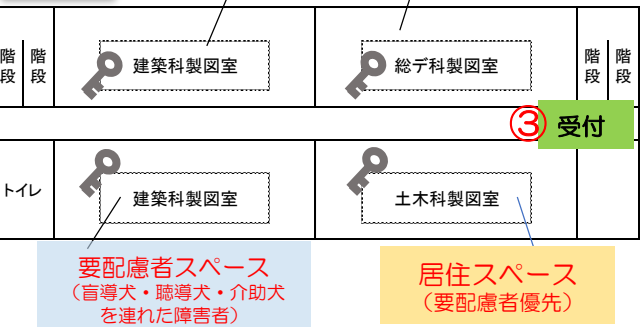 階段
階段
建築科製図室
総デ科製図室
階段
階段
③ 受付
トイレ
建築科製図室
土木科製図室
要配慮者スペース
（盲導犬・聴導犬・介助犬
を連れた障害者）
居住スペース
（要配慮者優先）